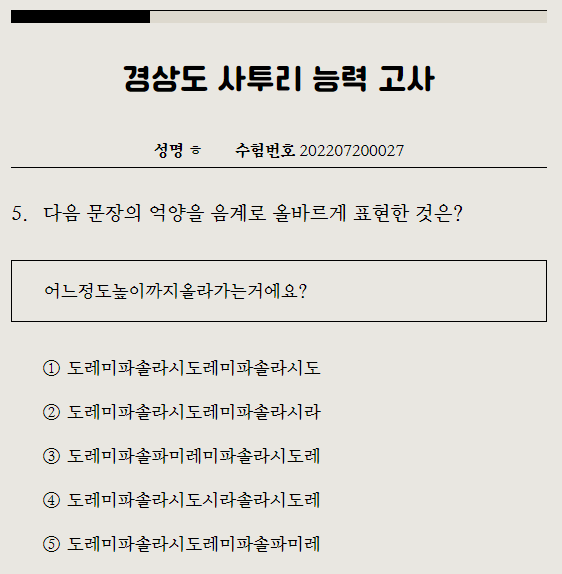 경상도 사투리 능력 고사
성명 ㅎ 수험번호 202207200027
5. 다음 문장의 억양을 음계로 올바르게 표현한 것은?
어느정도높이까지올라가는거에요?
① 도레미파솔라시도레미파솔라시도
② 도레미파솔라시도레미파솔라시라
③ 도레미파솔파미레미파솔라시도레
④ 도레미파솔라시도시라솔라시도레
⑤ 도레미파솔라시도레미파솔파미레